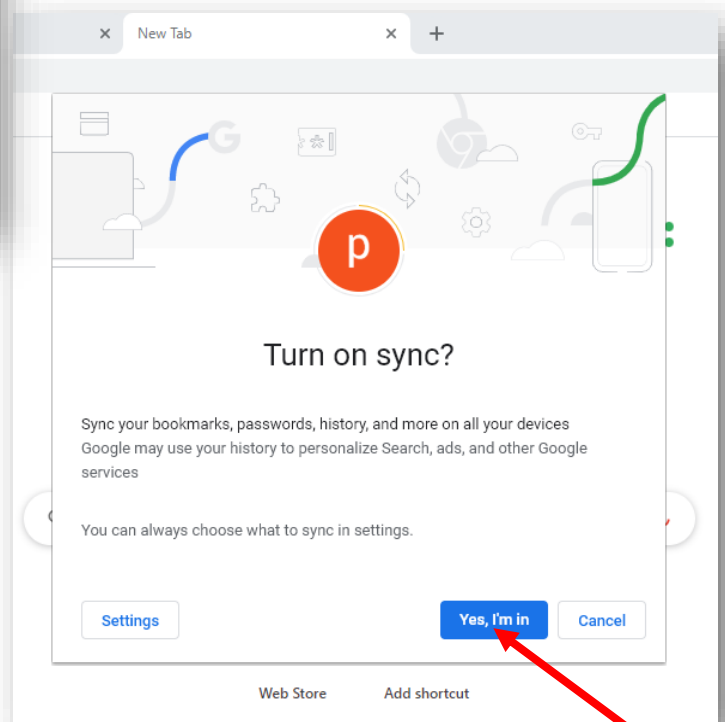 New Tab
p
Turn on sync?
Sync your bookmarks, passwords, history, and more on all your devices
Google may use your history to personalize Search, ads, and other Google
services
You can always choose what to sync in settings.
Settings
Yes, I'm in
Cancel
Web Store
Add shortcut